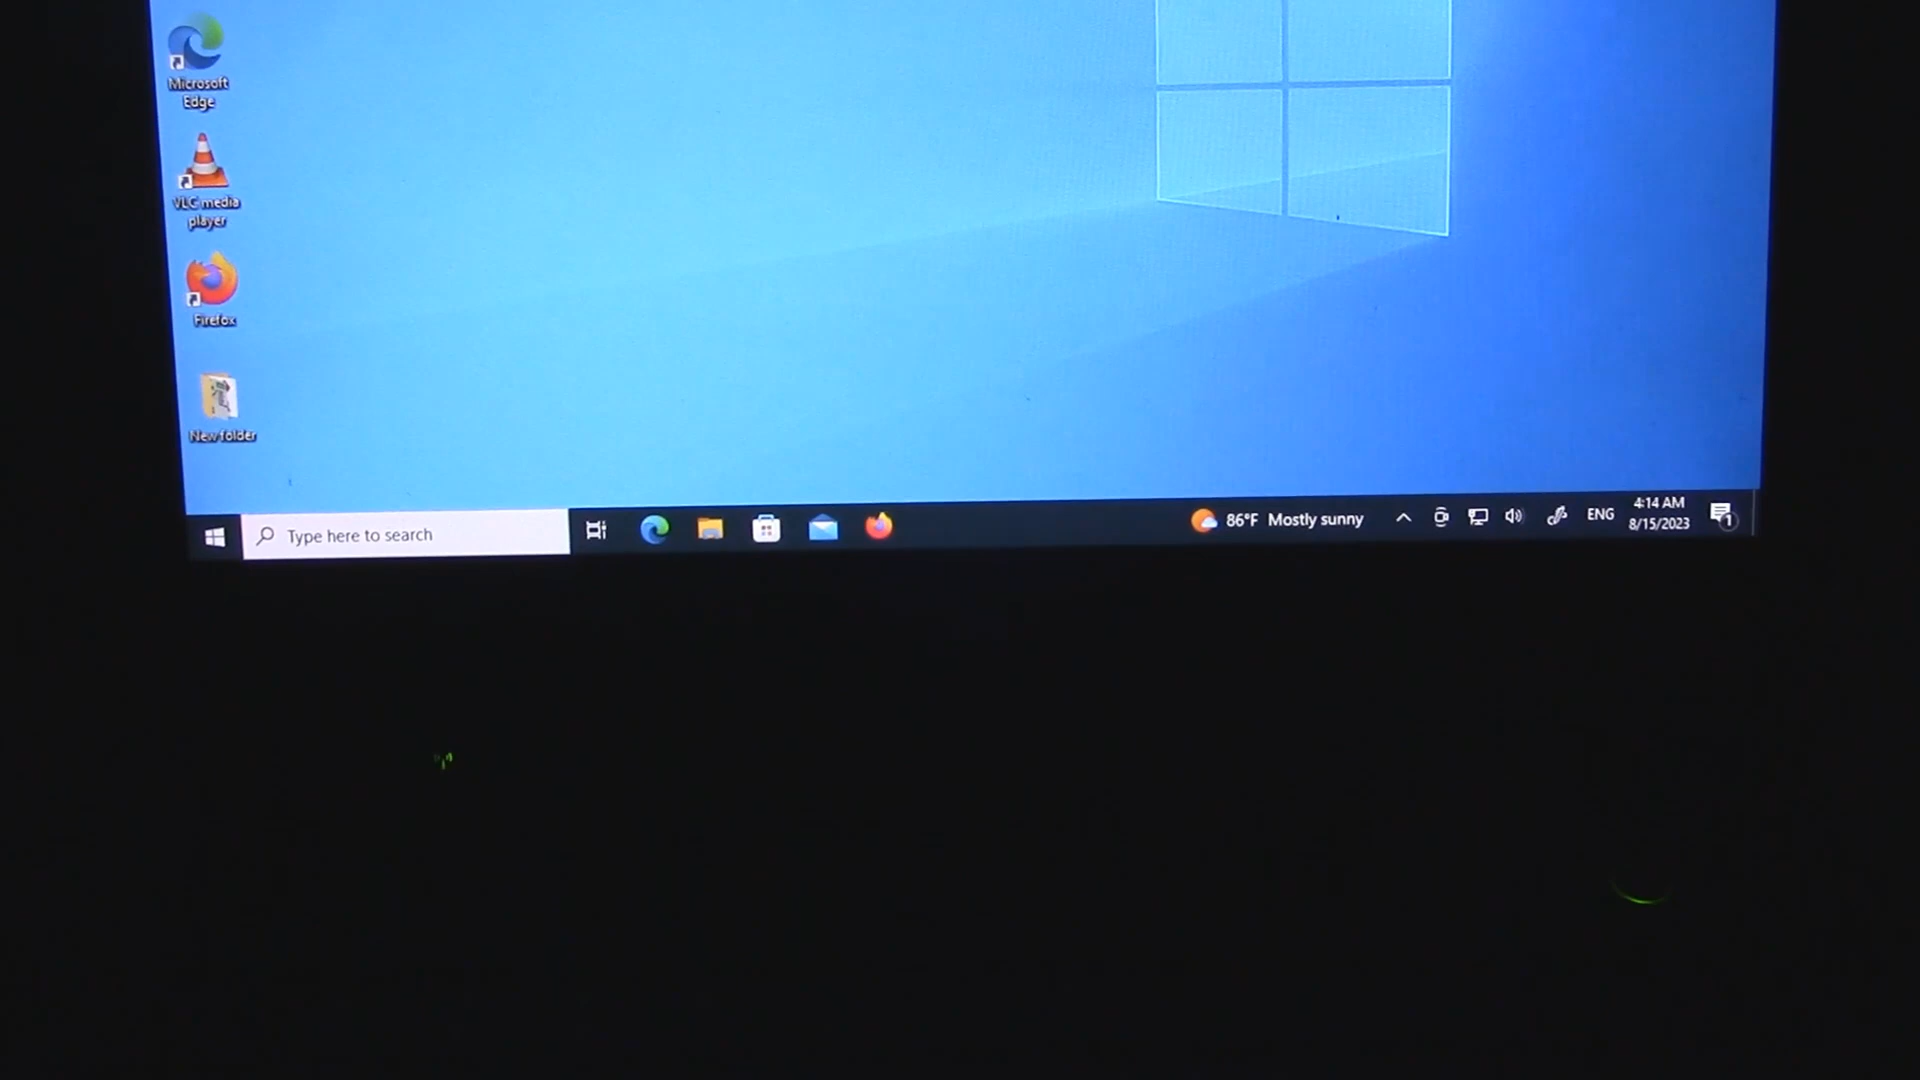 Microsoft
Edge
VLC media
player
Firefox
New folder
Type here to search
86°F Mostly sunny
ENG
4:14 AM
8/15/2023
1